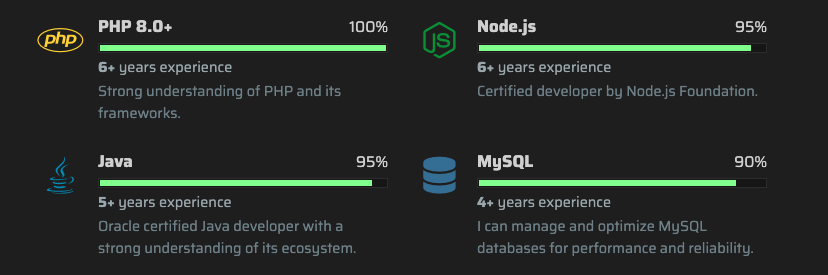 php
PHP 8.0+ 100%
6+ years experience
Strong understanding of PHP and its
frameworks.
JS
Node.js 95%
6+ years experience
Certified developer by Node.js Foundation.
Java 95%
5+ years experience
Oracle certified Java developer with a
strong understanding of its ecosystem.
MySQL 90%
4+ years experience
I can manage and optimize MySQL
databases for performance and reliability.